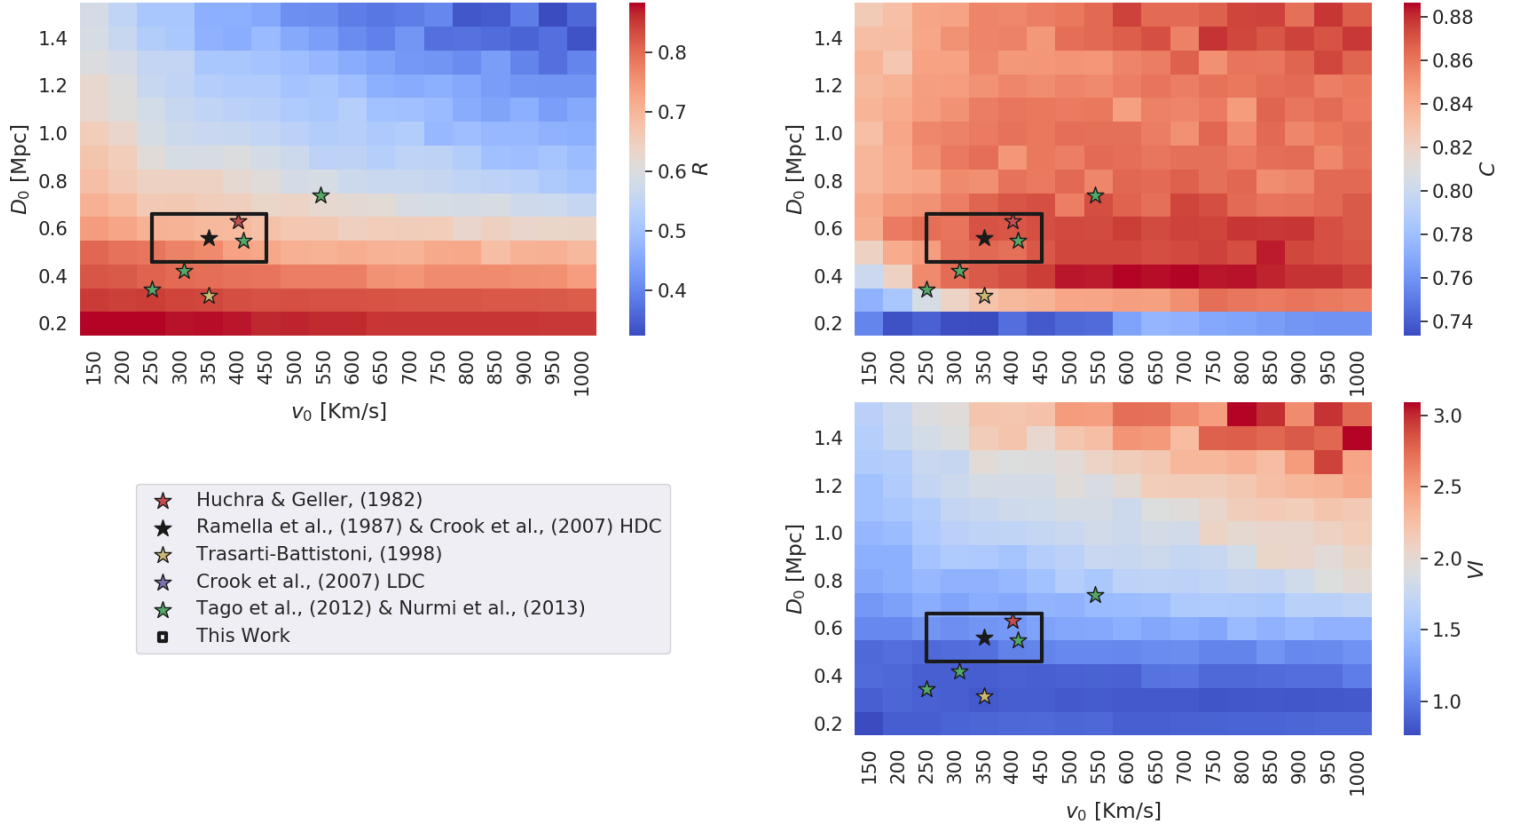 1.4
1.2
1.0
0.8
0.6
0.4
0.2
D₀ [Mpc]
150 200 250 300 350 400 450 550 650 700 750 800 850 900 950 1000
v₀ [Km/s]
0.8
0.7
0.6
0.5
0.4
R
1.4
1.2
1.0
0.8
0.6
0.4
0.2
D₀ [Mpc]
150 200 250 300 350 400 450 550 650 700 750 800 850 900 950 1000
0.88
0.86
0.84
0.82
0.80
0.78
0.76
0.74
C
Huchra & Geller, (1982)
Ramella et al., (1987) & Crook et al., (2007) HDC
Trasarti-Battistoni, (1998)
Crook et al., (2007) LDC
Tago et al., (2012) & Nurmi et al., (2013)
This Work
1.4
1.2
1.0
0.8
0.6
0.4
0.2
D₀ [Mpc]
150 250 300 350 400 450 550 600 650 700 750 800 850 900 950 1000
v₀ [Km/s]
3.0
2.5
2.0
1.5
1.0
VI